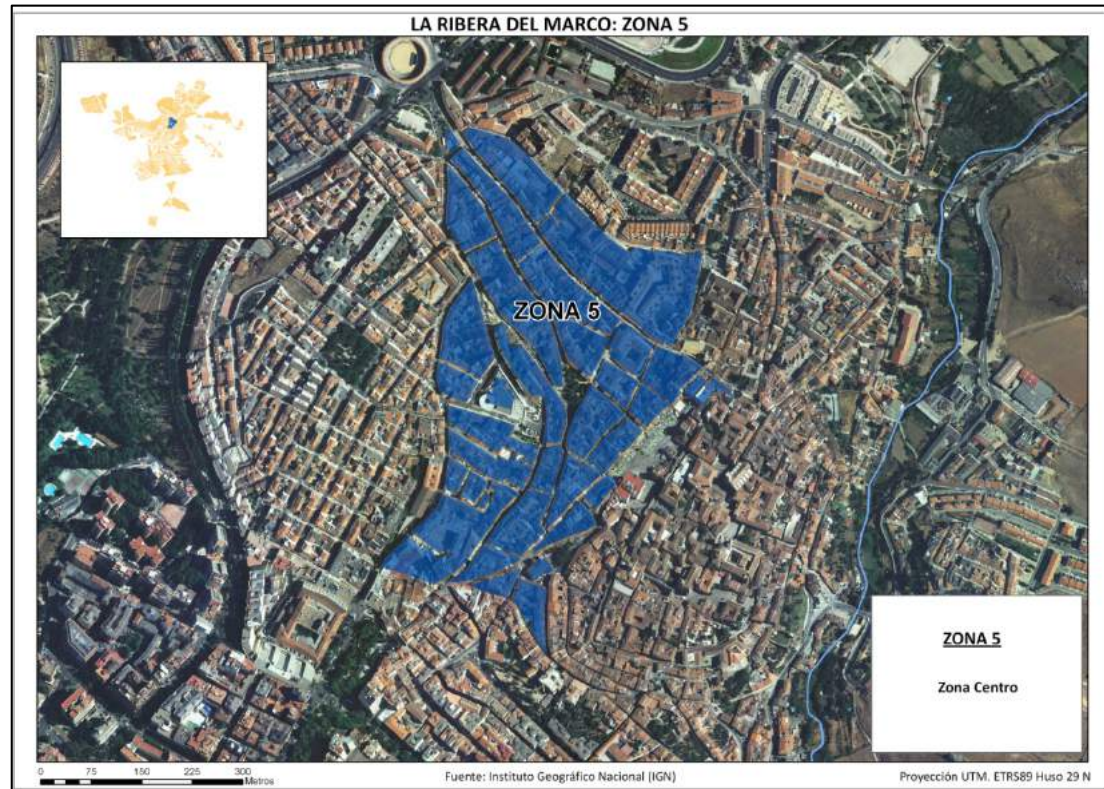 LA RIBERA DEL MARCO: ZONA 5
ZONA 5
ZONA 5
Zona Centro
0 75 150 225 300
Metros
Fuente: Instituto Geográfico Nacional (IGN)
Proyección UTM. ETRS89 Huso 29 N